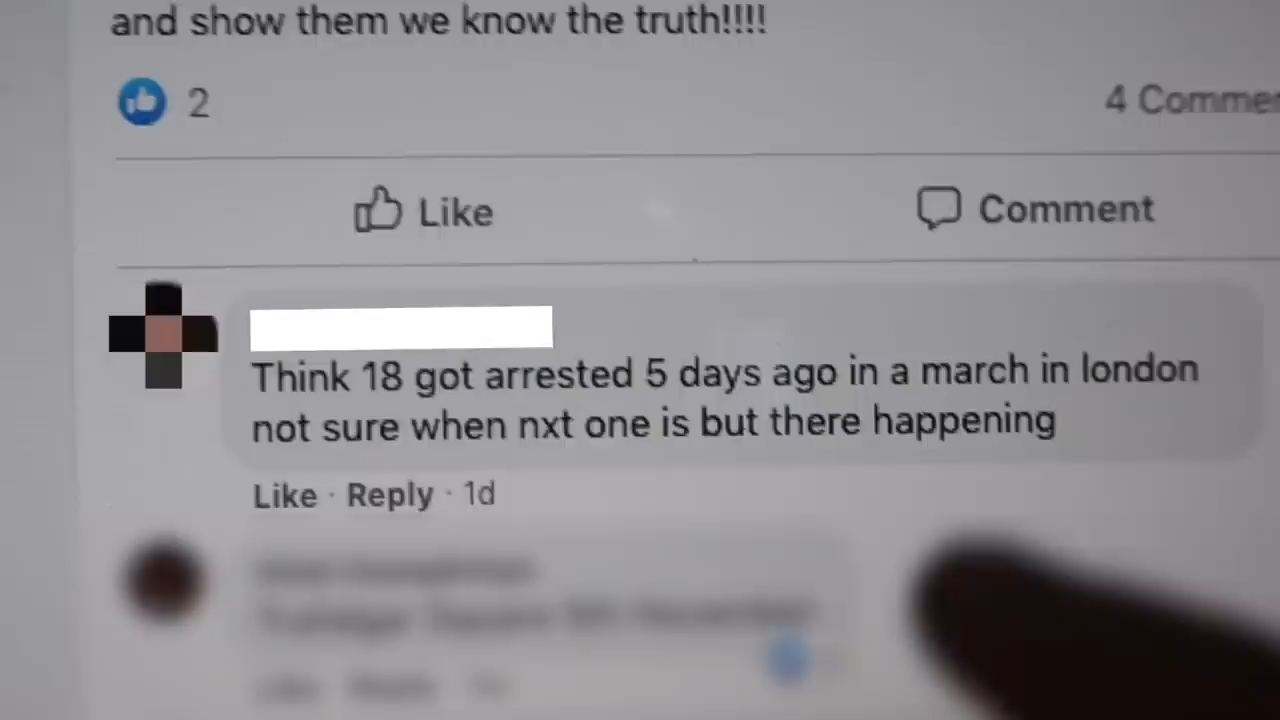 and show them we know the truth!!!!
2
4
Like
Comment
Think 18 got arrested 5 days ago in a march in london
not sure when nxt one is but there happening
Like · Reply · 1d